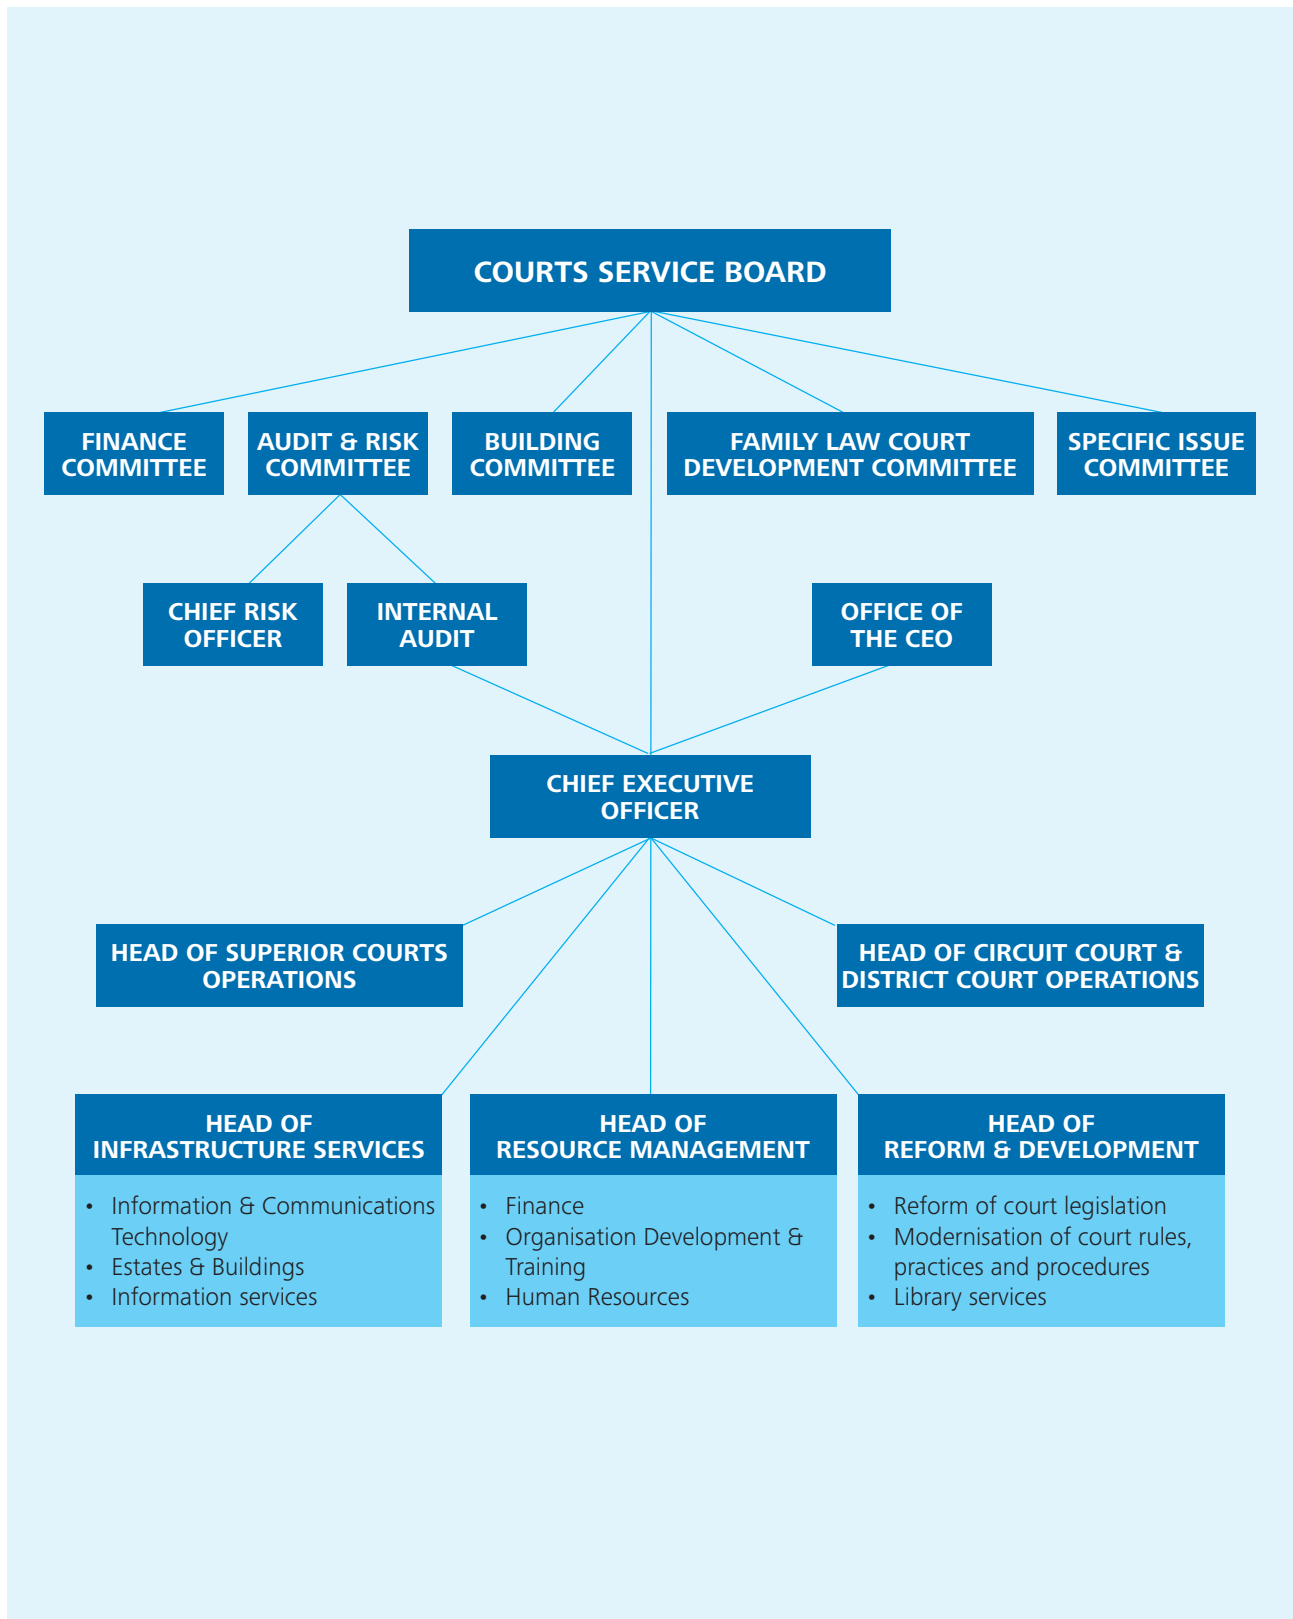 COURTS SERVICE BOARD
FINANCE
COMMITTEE
AUDIT & RISK
COMMITTEE
BUILDING
COMMITTEE
FAMILY LAW COURT
DEVELOPMENT COMMITTEE
SPECIFIC ISSUE
COMMITTEE
CHIEF RISK
OFFICER
INTERNAL
AUDIT
OFFICE OF
THE CEO
CHIEF EXECUTIVE
OFFICER
HEAD OF SUPERIOR COURTS
OPERATIONS
HEAD OF CIRCUIT COURT &
DISTRICT COURT OPERATIONS
HEAD OF
INFRASTRUCTURE SERVICES
• Information & Communications
Technology
• Estates & Buildings
• Information services
HEAD OF
RESOURCE MANAGEMENT
• Finance
• Organisation Development &
Training
• Human Resources
HEAD OF
REFORM & DEVELOPMENT
• Reform of court legislation
• Modernisation of court rules,
practices and procedures
• Library services